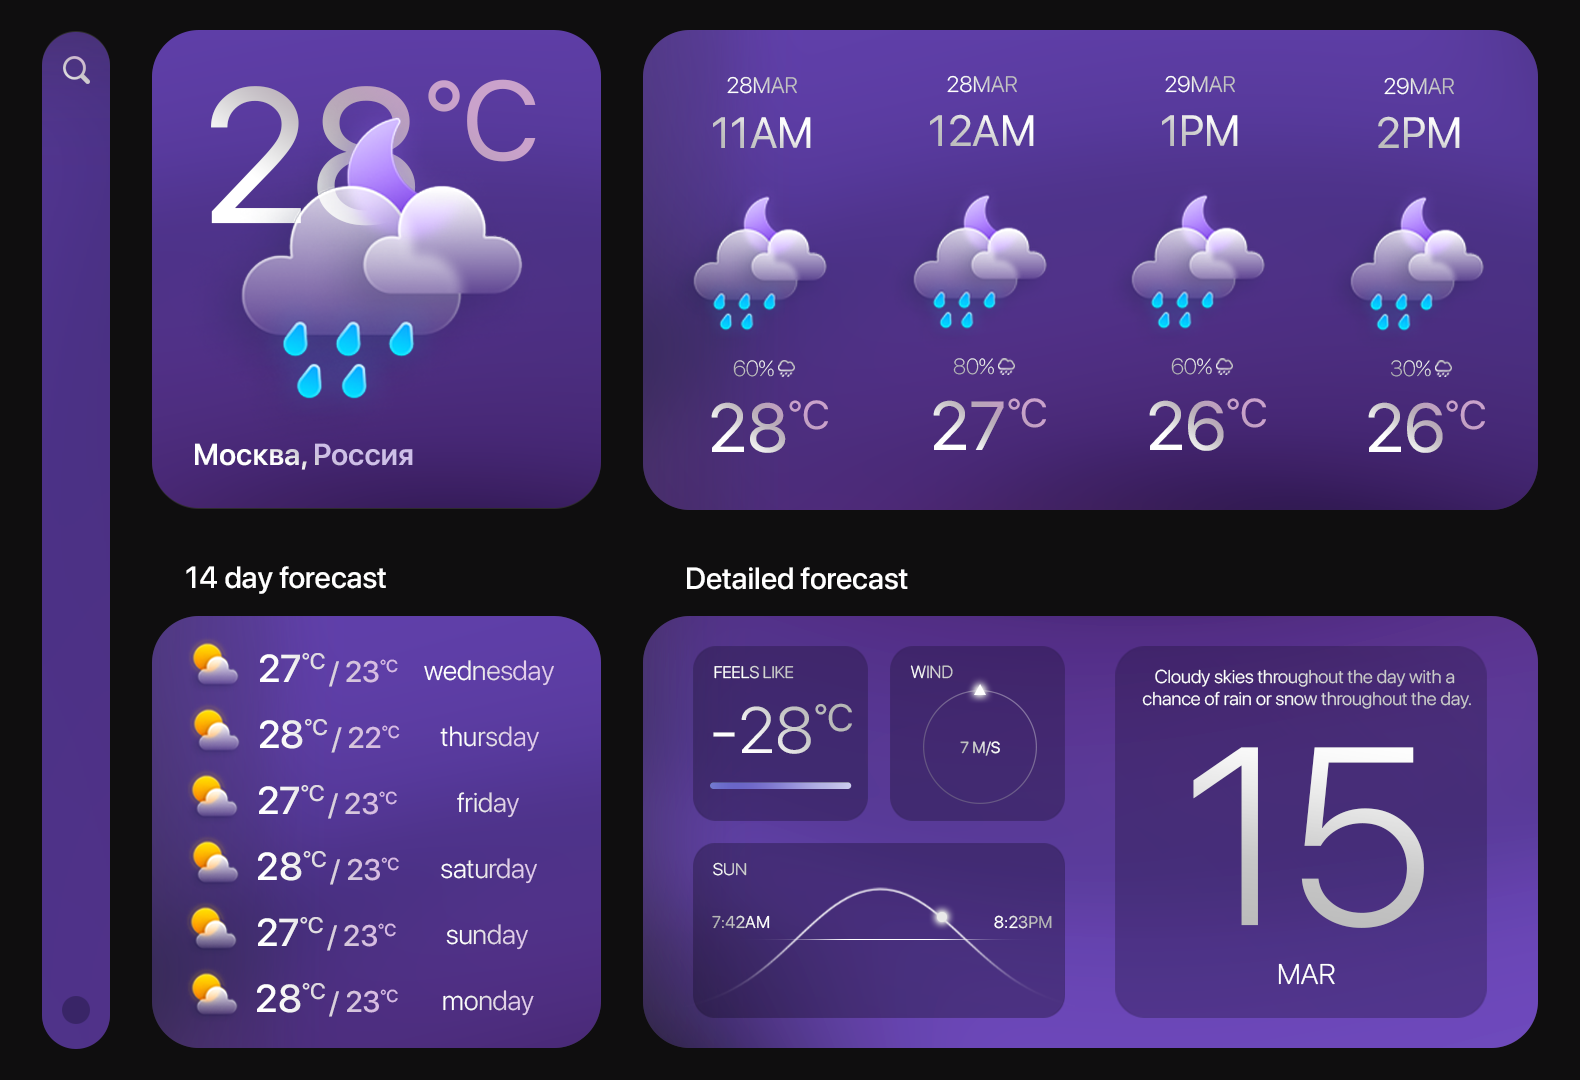 28°C
Москва, Россия
28MAR
11AM
60%
28°C
28MAR
12AM
80%
27°C
29MAR
1PM
60%
26°C
29MAR
2PM
30%
26°C
14 day forecast
27°C / 23°C wednesday
28°C / 22°C thursday
27°C / 23°C friday
28°C / 23°C saturday
27°C / 23°C sunday
28°C / 23°C monday
Detailed forecast
FEELS LIKE
-28°C
WIND
7 M/S
SUN
7:42AM
8:23PM
Cloudy skies throughout the day with a
chance of rain or snow throughout the day.
15
MAR